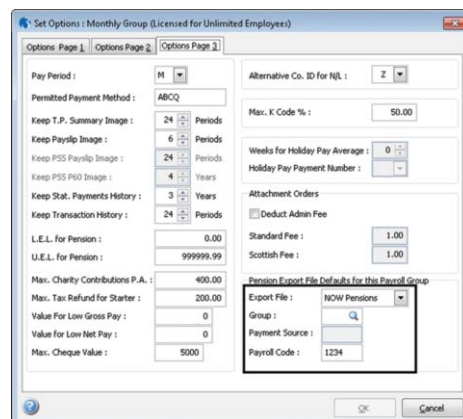 Set Options : Monthly Group (Licensed for Unlimited Employees)
Options Page 1 Options Page 2 Options Page 3
Pay Period : M
Permitted Payment Method : ABCQ
Keep T.P. Summary Image : 24 Periods
Keep Payslip Image : 6 Periods
Keep PSS Payslip Image : 24 Periods
Keep PSS P60 Image : 4 Years
Keep Stat. Payments History : 3 Years
Keep Transaction History : 24 Periods
L.E.L. for Pension : 0.00
U.E.L. for Pension : 999999.99
Max. Charity Contributions P.A. : 400.00
Max. Tax Refund for Starter : 200.00
Value For Low Gross Pay : 0
Value for Low Net Pay : 0
Max. Cheque Value : 5000
Alternative Co. ID for N/L : Z
Max. K Code % : 50.00
Weeks for Holiday Pay Average : 0
Holiday Pay Payment Number :
Attachment Orders
Deduct Admin Fee
Standard Fee : 1.00
Scottish Fee : 1.00
Pension Export File Defaults for this Payroll Group
Export File : NOW Pensions
Group :
Payment Source :
Payroll Code : 1234
OK Cancel